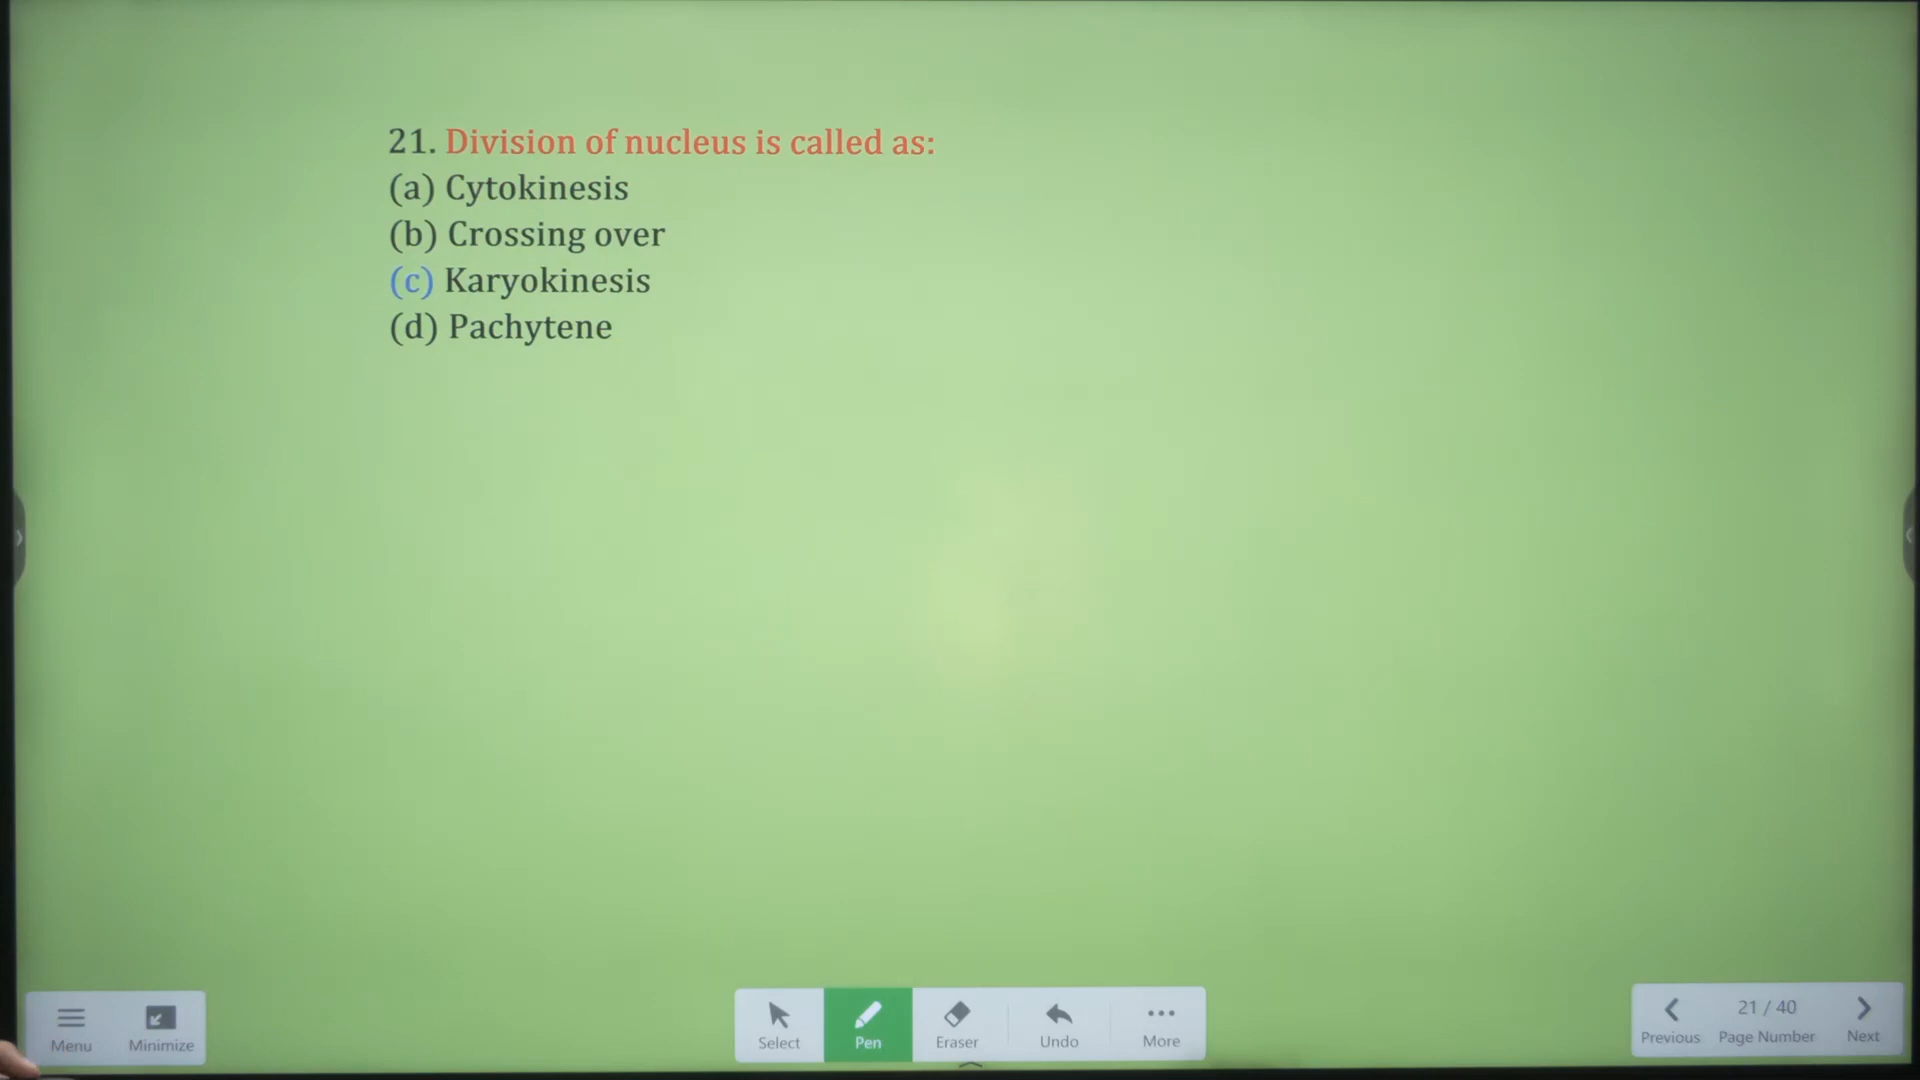 21. Division of nucleus is called as:
(a) Cytokinesis
(b) Crossing over
(c) Karyokinesis
(d) Pachytene
Menu
Minimize
Select
Pen
Eraser
Undo
More
21 / 40
Previous
Page Number
Next